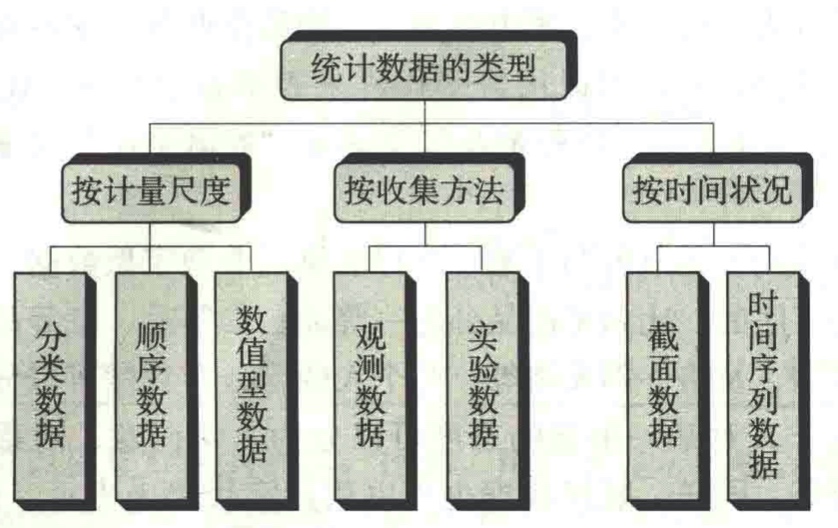 统计数据的类型
按计量尺度
按收集方法
按时间状况
分类数据
顺序数据
数值型数据
观测数据
实验数据
截面数据
时间序列数据